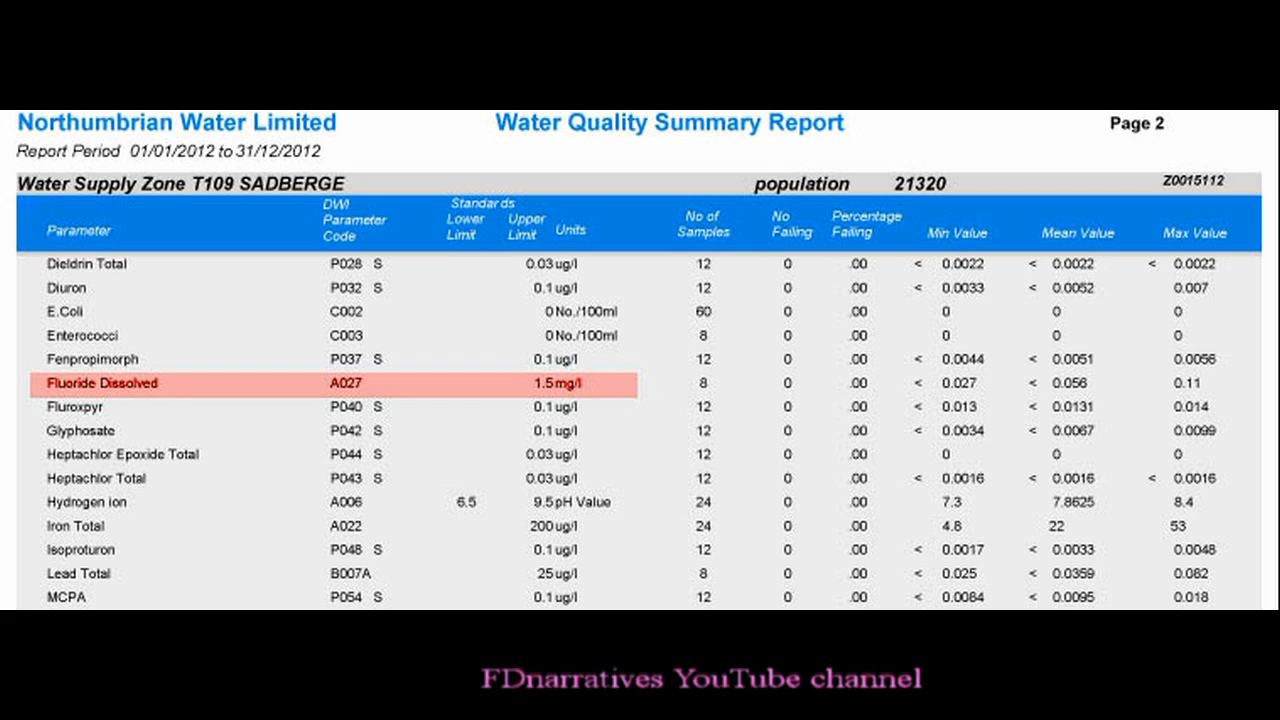 Northumbrian Water Limited Water Quality Summary Report Page 2
Report Period 01/01/2012 to 31/12/2012
Water Supply Zone T109 SADBERGE population 21320 Z0015112
Parameter DWI Parameter Code Standards Lower Limit Upper Limit Units No of Samples No Failing Percentage Failing Min Value Mean Value Max Value
Dieldrin Total P028 S 0.03 ug/l 12 0 .00 < 0.0022 < 0.0022 < 0.0022
Diuron P032 S 0.1 ug/l 12 0 .00 < 0.0033 < 0.0052 0.007
E.Coli C002 0 No./100ml 60 0 .00 0 0 0
Enterococci C003 0 No./100ml 8 0 .00 0 0 0
Fenpropimorph P037 S 0.1 ug/l 12 0 .00 < 0.0044 < 0.0051 0.0056
Fluoride Dissolved A027 1.5 mg/l 8 0 .00 < 0.027 < 0.056 0.11
Fluroxpyr P040 S 0.1 ug/l 12 0 .00 < 0.013 < 0.0131 0.014
Glyphosate P042 S 0.1 ug/l 12 0 .00 < 0.0034 < 0.0067 0.0099
Heptachlor Epoxide Total P044 S 0.03 ug/l 12 0 .00 0 0 0
Heptachlor Total P043 S 0.03 ug/l 12 0 .00 < 0.0016 < 0.0016 < 0.0016
Hydrogen ion A006 6.5 9.5 pH Value 24 0 .00 7.3 7.8625 8.4
Iron Total A022 200 ug/l 24 0 .00 4.8 22 53
Isoproturon P048 S 0.1 ug/l 12 0 .00 < 0.0017 < 0.0033 0.0048
Lead Total B007A 25 ug/l 8 0 .00 < 0.025 < 0.0359 0.082
MCPA P054 S 0.1 ug/l 12 0 .00 < 0.0084 < 0.0095 0.018
FDnarratives YouTube channel